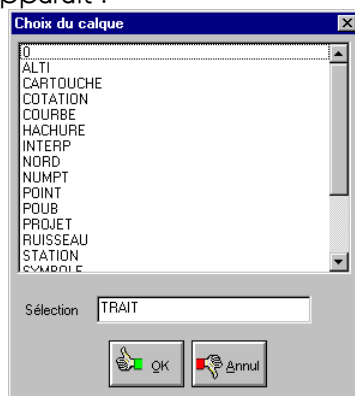 apparaît :
Choix du calque
0
ALTI
CARTOUCHE
COTATION
COURBE
HACHURE
INTERP
NORD
NUMPT
POINT
POUB
PROJET
RUISSEAU
STATION
SYMBOLE
Sélection TRAIT
OK Annul